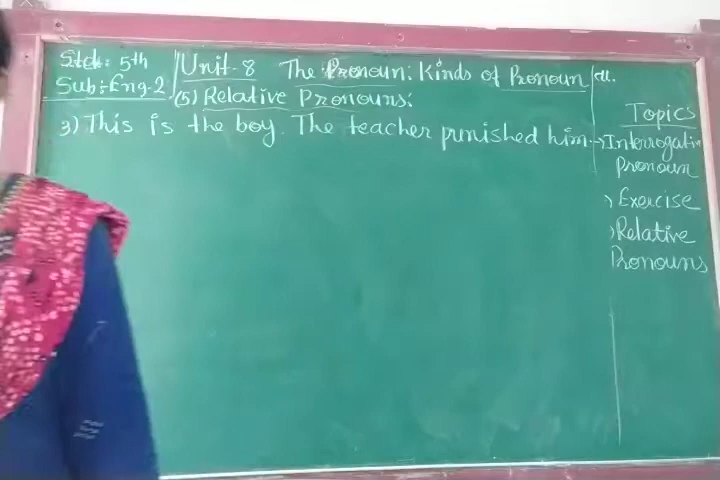 Std: 5th
Sub:-Eng-2
Unit-8 The Pronoun: Kinds of Pronoun
(5) Relative Pronouns:
3) This is the boy. The teacher punished him.
Topics
Interrogative
Pronoun
Exercise
Relative
Pronouns